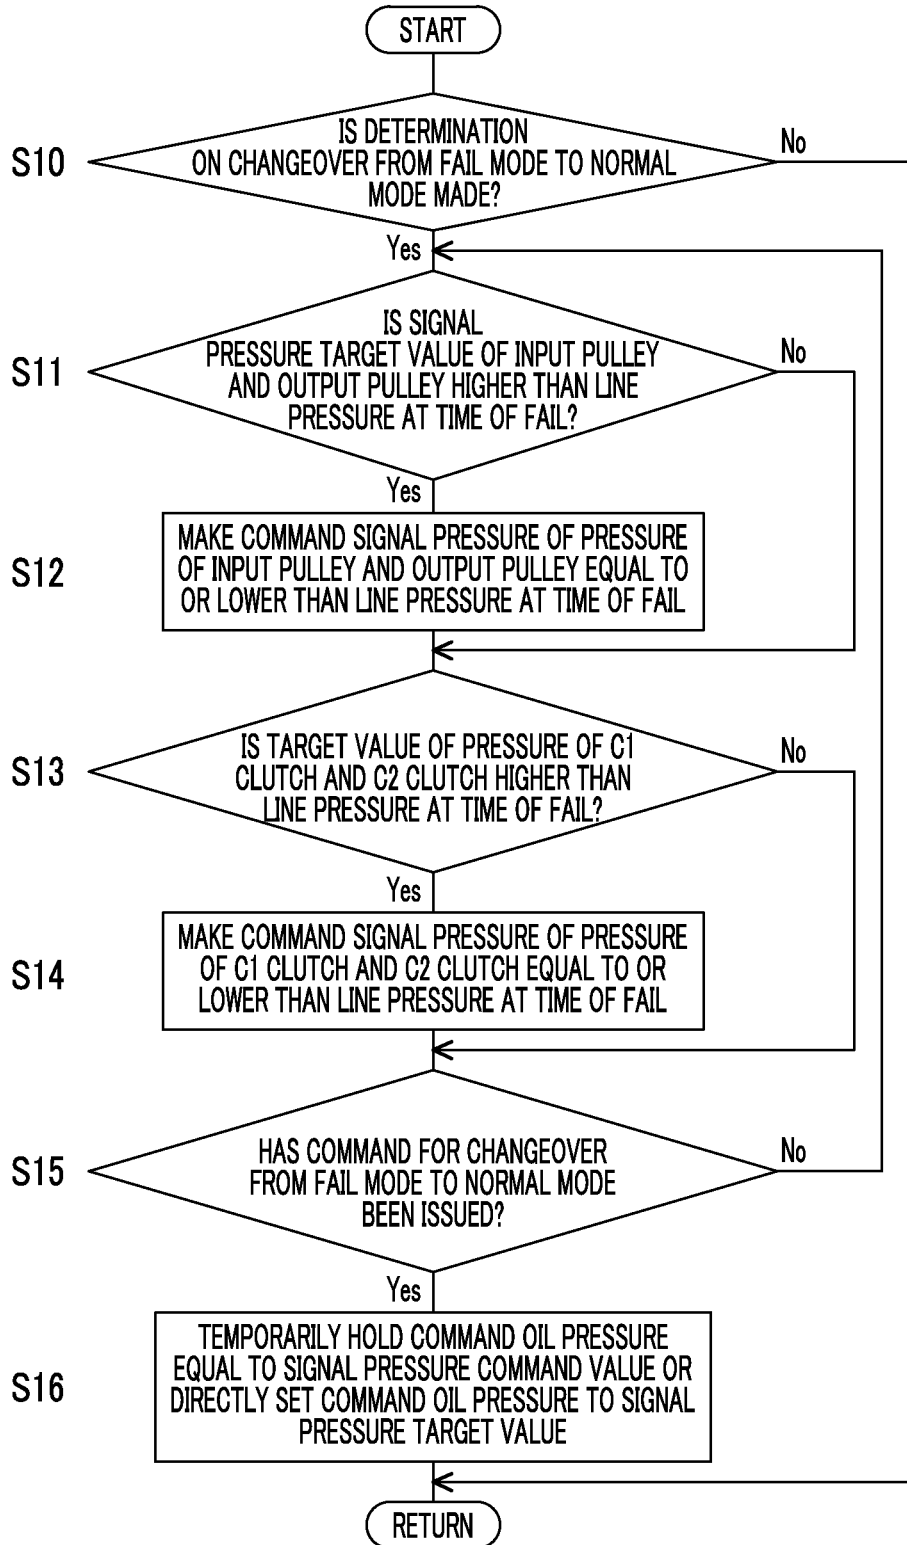 START
S10
IS DETERMINATION
ON CHANGEOVER FROM FAIL MODE TO NORMAL
MODE MADE?
No
Yes
S11
IS SIGNAL
PRESSURE TARGET VALUE OF INPUT PULLEY
AND OUTPUT PULLEY HIGHER THAN LINE
PRESSURE AT TIME OF FAIL?
No
Yes
S12
MAKE COMMAND SIGNAL PRESSURE OF PRESSURE
OF INPUT PULLEY AND OUTPUT PULLEY EQUAL TO
OR LOWER THAN LINE PRESSURE AT TIME OF FAIL
S13
IS TARGET VALUE OF PRESSURE OF C1
CLUTCH AND C2 CLUTCH HIGHER THAN
LINE PRESSURE AT TIME OF FAIL?
No
Yes
S14
MAKE COMMAND SIGNAL PRESSURE OF PRESSURE
OF C1 CLUTCH AND C2 CLUTCH EQUAL TO OR
LOWER THAN LINE PRESSURE AT TIME OF FAIL
S15
HAS COMMAND FOR CHANGEOVER
FROM FAIL MODE TO NORMAL MODE
BEEN ISSUED?
No
Yes
S16
TEMPORARILY HOLD COMMAND OIL PRESSURE
EQUAL TO SIGNAL PRESSURE COMMAND VALUE OR
DIRECTLY SET COMMAND OIL PRESSURE TO SIGNAL
PRESSURE TARGET VALUE
RETURN